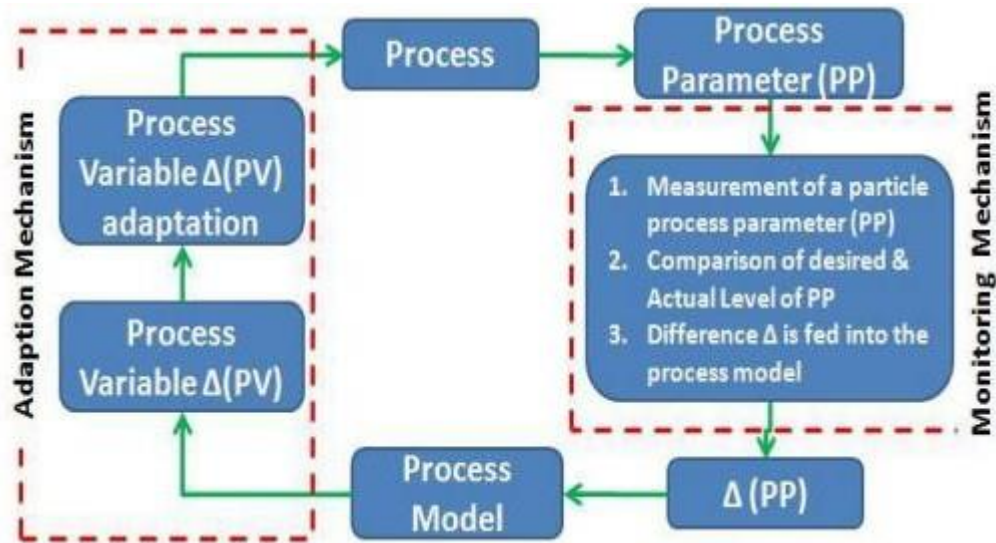 Process
Process
Parameter (PP)
Monitoring Mechanism
1. Measurement of a particle
process parameter (PP)
2. Comparison of desired &
Actual Level of PP
3. Difference Δ is fed into the
process model
Δ (PP)
Process
Model
Adaption Mechanism
Process
Variable Δ(PV)
Process
Variable Δ(PV)
adaptation